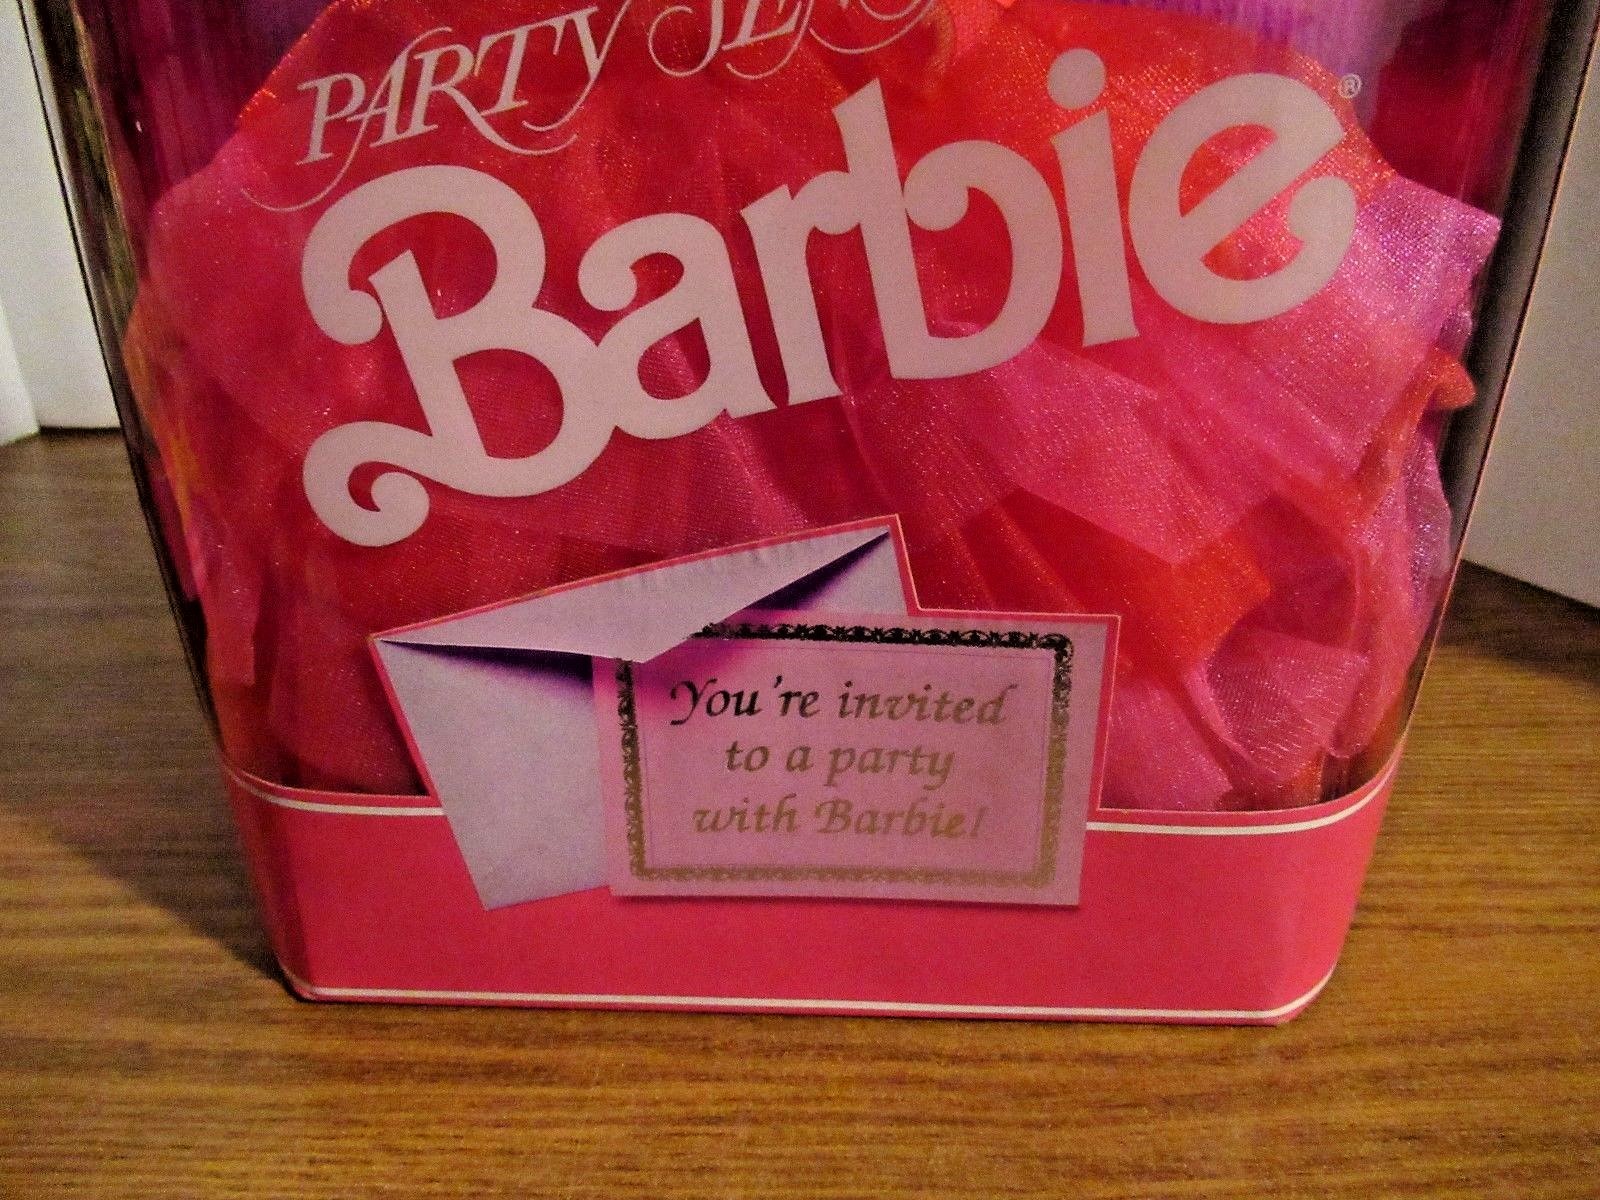 PARTY
Barbie®
You're invited
to a party
with Barbie!